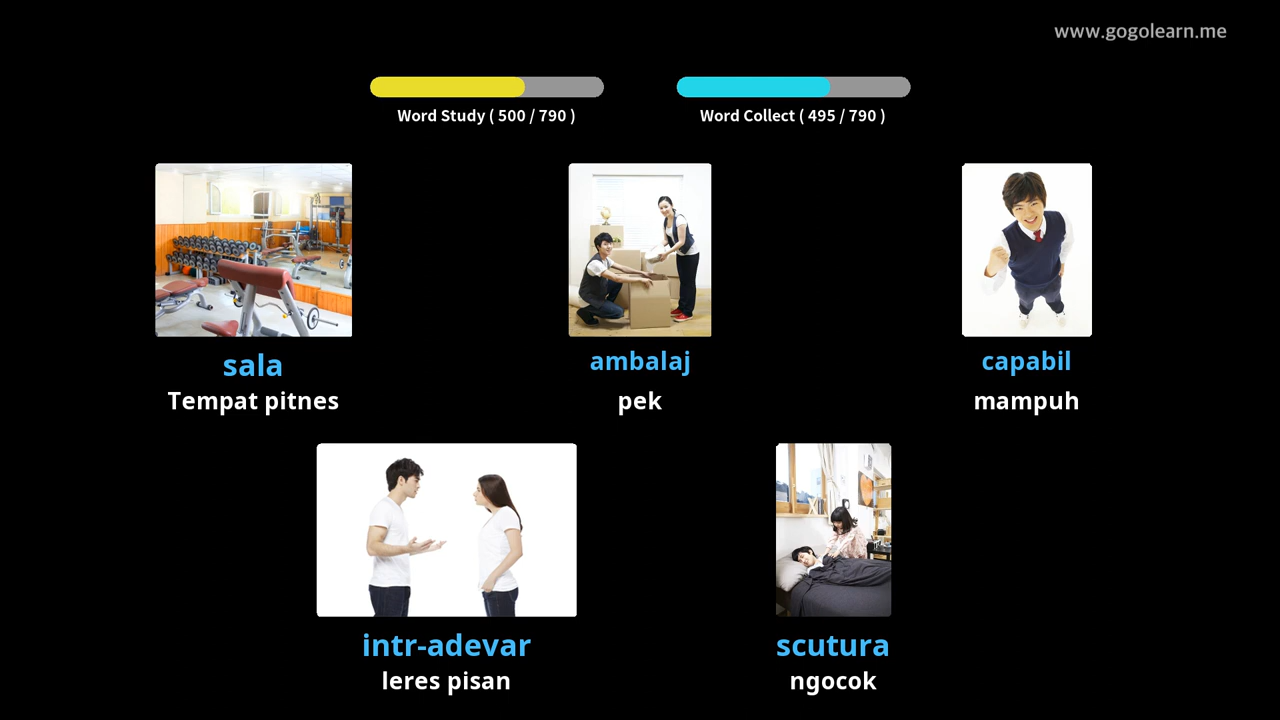 www.gogolearn.me
Word Study ( 500 / 790 )
Word Collect ( 495 / 790 )
sala
Tempat pitnes
ambalaj
pek
capabil
mampuh
intr-adevar
leres pisan
scutura
ngocok